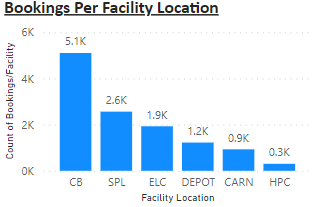 Bookings Per Facility Location
Count of Bookings/Facility
6K
4K
2K
0K
5.1K
2.6K
1.9K
1.2K
0.9K
0.3K
CB SPL ELC DEPOT CARN HPC
Facility Location